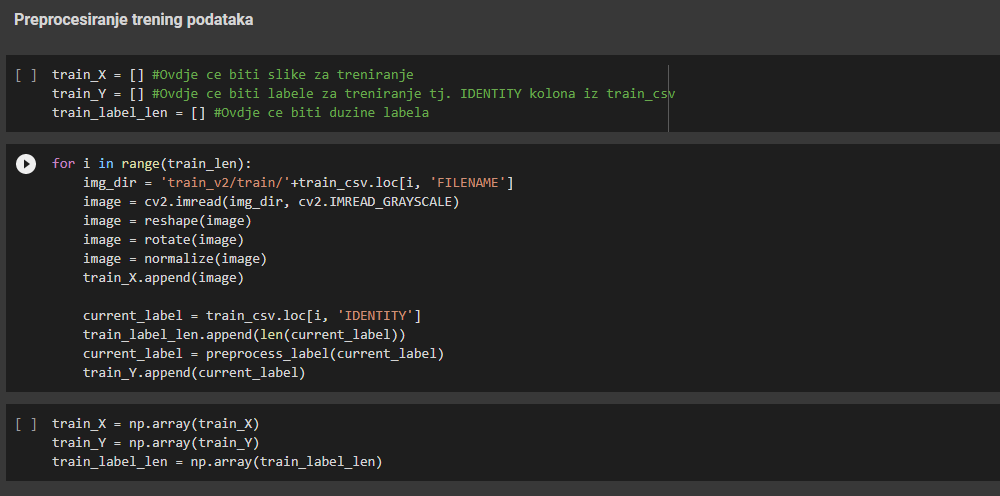 Preprocesiranje trening podataka
[ ] train_X = [] #Ovdje ce biti slike za treniranje
train_Y = [] #Ovdje ce biti labele za treniranje tj. IDENTITY kolona iz train_csv
train_label_len = [] #Ovdje ce biti duzine labela
for i in range(train_len):
    img_dir = 'train_v2/train/'+train_csv.loc[i, 'FILENAME']
    image = cv2.imread(img_dir, cv2.IMREAD_GRAYSCALE)
    image = reshape(image)
    image = rotate(image)
    image = normalize(image)
    train_X.append(image)
    current_label = train_csv.loc[i, 'IDENTITY']
    train_label_len.append(len(current_label))
    current_label = preprocess_label(current_label)
    train_Y.append(current_label)
[ ] train_X = np.array(train_X)
train_Y = np.array(train_Y)
train_label_len = np.array(train_label_len)